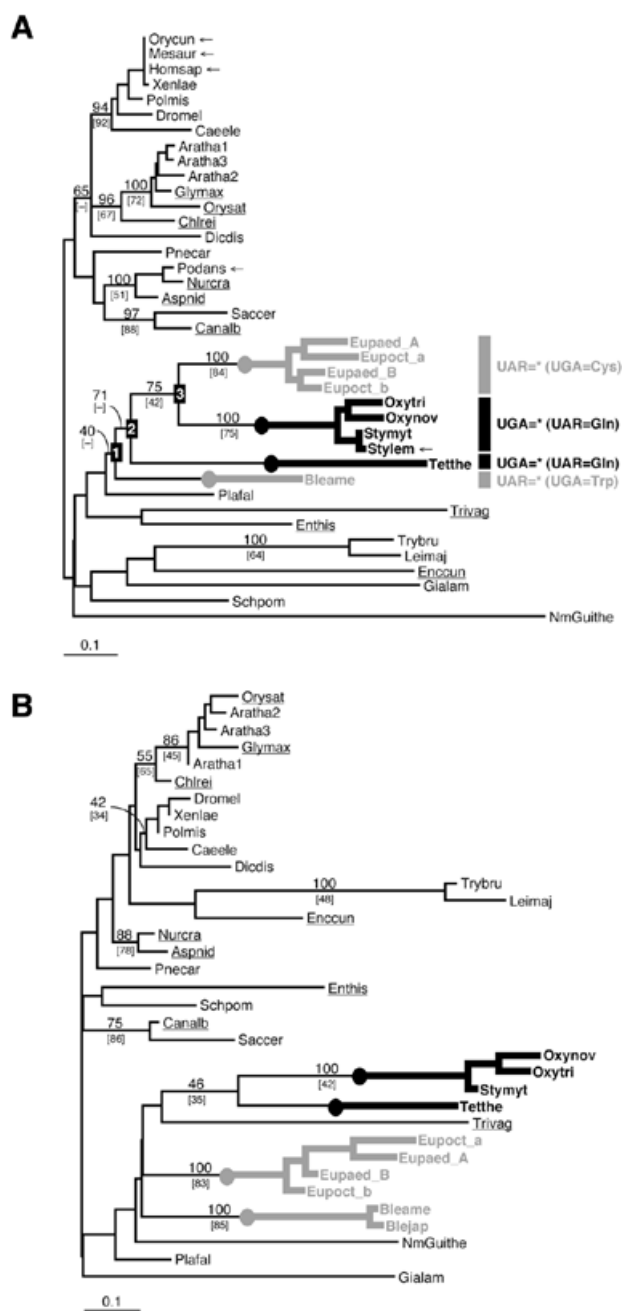 A
Orycun ←
Mesaur ←
Homsap ←
Xenlae
Polmis
94
[92]
Dromel
Caeele
Aratha1
Aratha3
Aratha2
100
[72]
Glymax
65
[–]
96
[67]
Orysat
Chlrei
Dicdis
Pnecar
Podans ←
100
[51]
Nurcra
Aspnid
97
[88]
Saccer
Canalb
Eupaed_A
100
[84]
Eupoct_a
UAR=* (UGA=Cys)
Eupaed_B
Eupoct_b
75
[42]
3
Oxytri
71
[–]
100
[75]
Oxynov
UGA=* (UAR=Gln)
2
Stymyt
40
[–]
Stylem ←
1
Tetthe
UGA=* (UAR=Gln)
Bleame
UAR=* (UGA=Trp)
Plafal
Trivag
Enthis
100
[64]
Trybru
Leimaj
Enccun
Gialam
Schpom
NmGuithe
0.1
B
Orysat
Aratha2
86
[45]
Aratha3
55
[65]
Glymax
Aratha1
Chlrei
42
[34]
Dromel
Xenlae
Polmis
Caeele
Dicdis
100
[48]
Trybru
Leimaj
Enccun
88
[78]
Nurcra
Aspnid
Pnecar
Enthis
Schpom
75
[86]
Canalb
Saccer
100
[42]
Oxynov
Oxytri
46
[35]
Stymyt
Tetthe
Trivag
Eupoct_a
100
[83]
Eupaed_A
Eupaed_B
Eupoct_b
100
[85]
Bleame
Blejap
NmGuithe
Plafal
Gialam
0.1